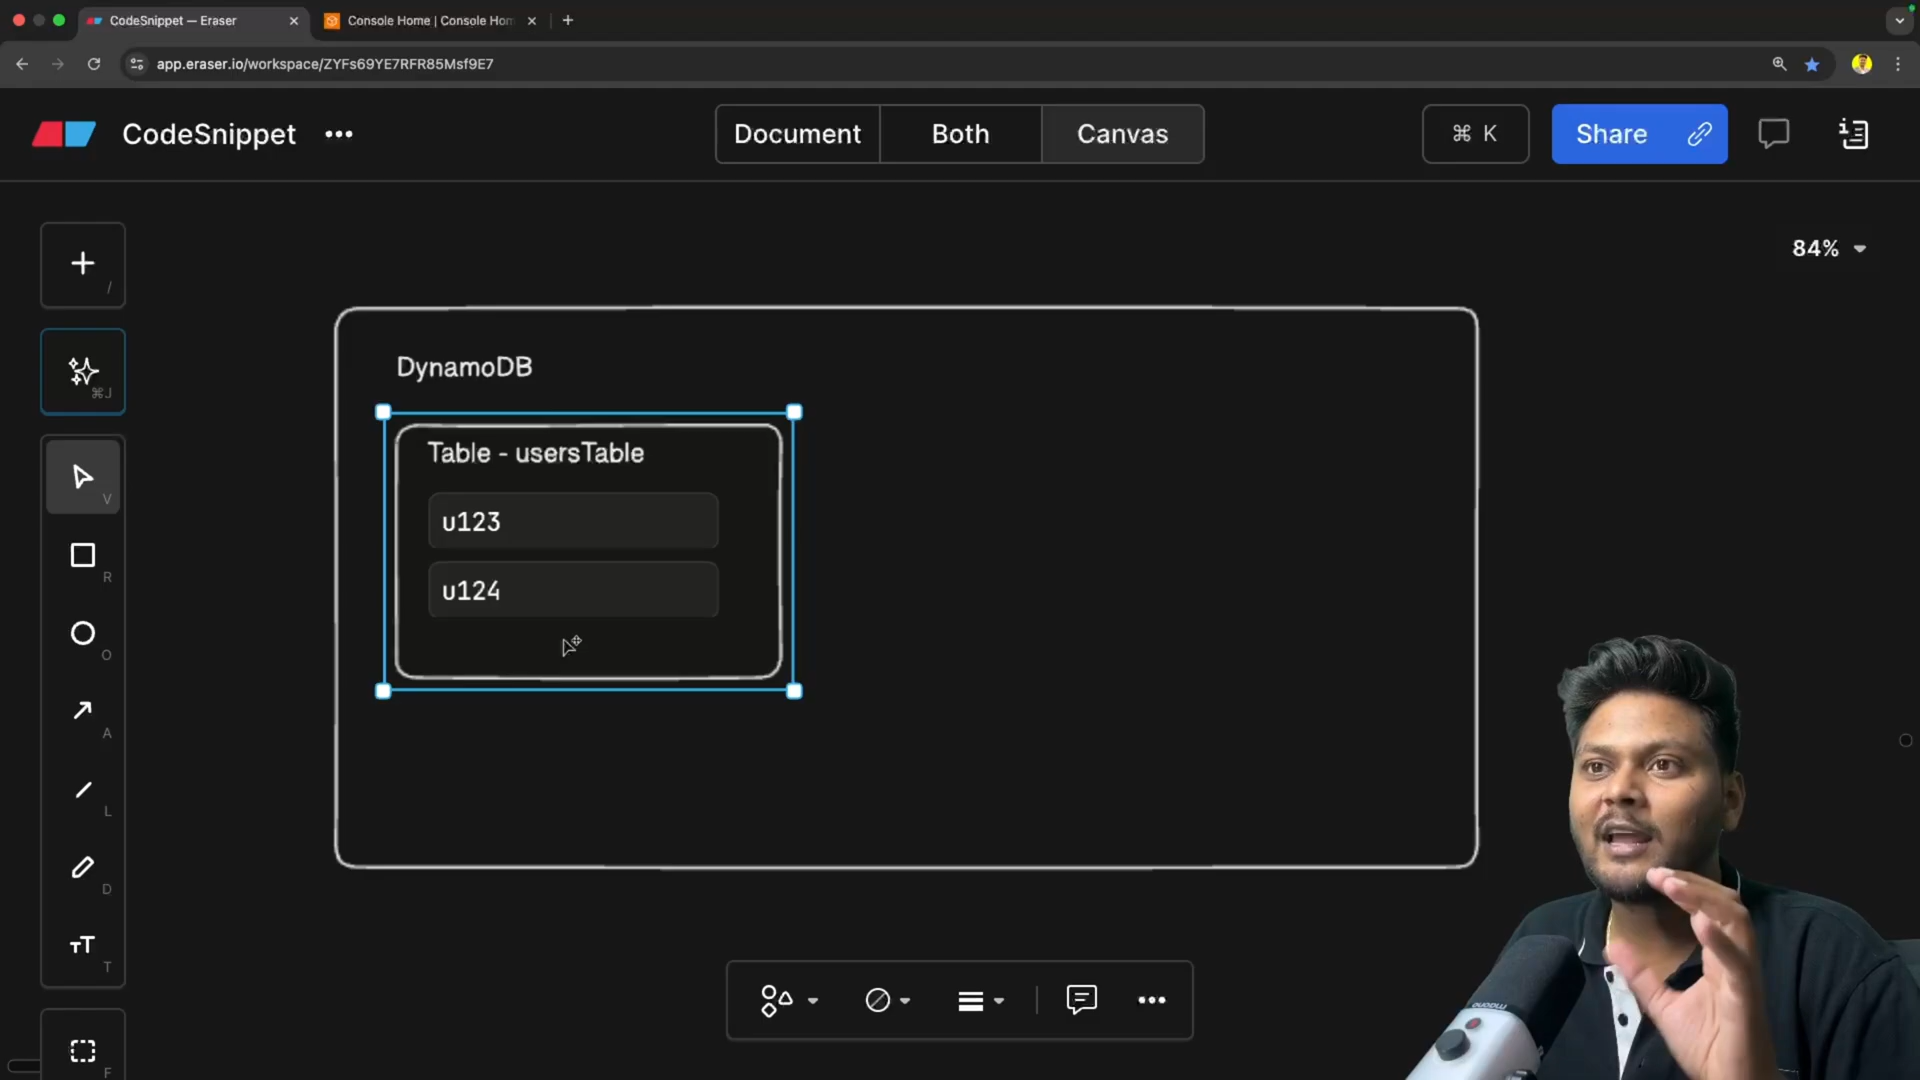 CodeSnippet — Eraser
Console Home | Console Hom
app.eraser.io/workspace/ZYFs69YE7RFR85Msf9E7
CodeSnippet
Document
Both
Canvas
⌘ K
Share
84%
/
⌘J
V
R
O
A
L
D
T
F
DynamoDB
Table - usersTable
u123
u124
maono